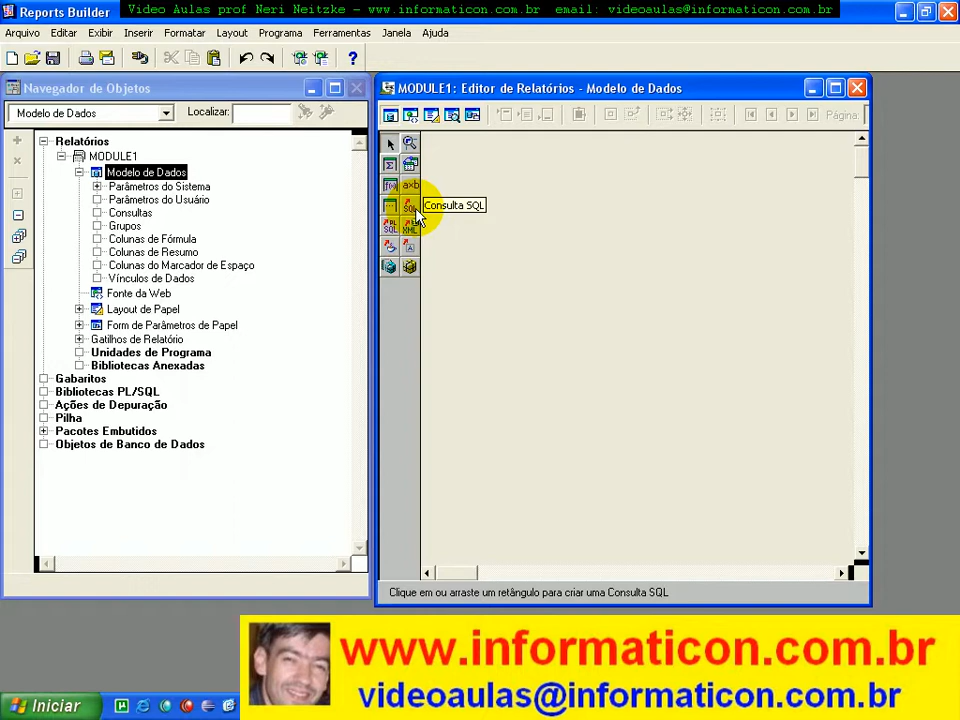 Reports Builder
Video Aulas prof Neri Neitzke - www.informaticon.com.br  email: videoaulas@informaticon.com.br
Arquivo Editar Exibir Inserir Formatar Layout Programa Ferramentas Janela Ajuda
Navegador de Objetos
Modelo de Dados
Localizar:
Relatórios
MODULE1
Modelo de Dados
Parâmetros do Sistema
Parâmetros do Usuário
Consultas
Grupos
Colunas de Fórmula
Colunas de Resumo
Colunas do Marcador de Espaço
Vínculos de Dados
Fonte da Web
Layout de Papel
Form de Parâmetros de Papel
Gatilhos de Relatório
Unidades de Programa
Bibliotecas Anexadas
Gabaritos
Bibliotecas PL/SQL
Ações de Depuração
Pilha
Pacotes Embutidos
Objetos de Banco de Dados
MODULE1: Editor de Relatórios - Modelo de Dados
Página:
Σ
f(x) a×b
SQL
Consulta SQL
PL SQL XML
A
Clique em ou arraste um retângulo para criar uma Consulta SQL
www.informaticon.com.br
videoaulas@informaticon.com.br
Iniciar